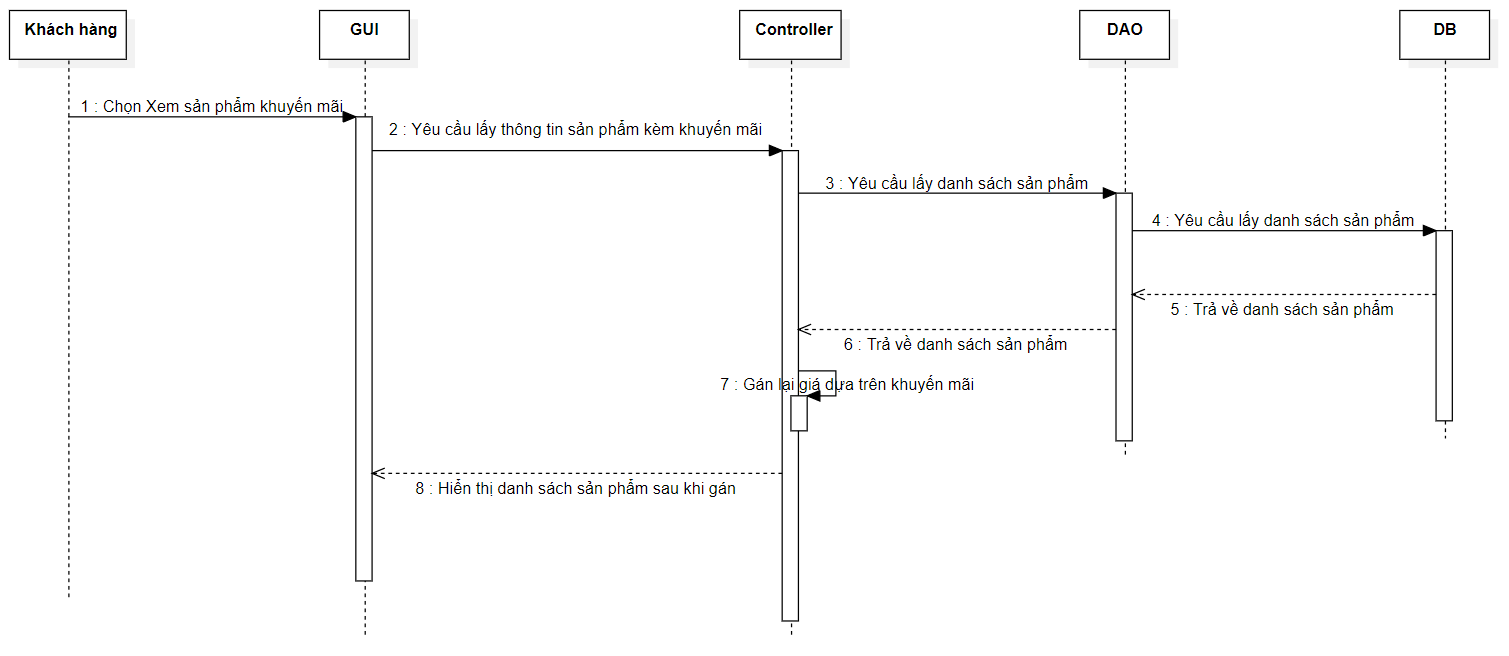 Khách hàng
GUI
Controller
DAO
DB
1 : Chọn Xem sản phẩm khuyến mãi
2 : Yêu cầu lấy thông tin sản phẩm kèm khuyến mãi
3 : Yêu cầu lấy danh sách sản phẩm
4 : Yêu cầu lấy danh sách sản phẩm
5 : Trả về danh sách sản phẩm
6 : Trả về danh sách sản phẩm
7 : Gán lại giá dựa trên khuyến mãi
8 : Hiển thị danh sách sản phẩm sau khi gán